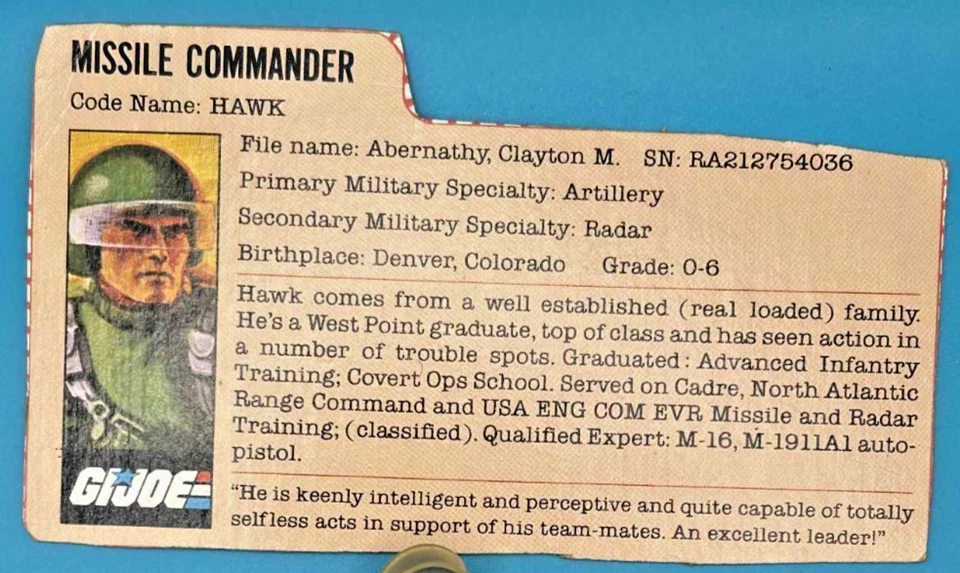 MISSILE COMMANDER
Code Name: HAWK
File name: Abernathy, Clayton M. SN: RA212754036
Primary Military Specialty: Artillery
Secondary Military Specialty: Radar
Birthplace: Denver, Colorado Grade: O-6
Hawk comes from a well established (real loaded) family.
He's a West Point graduate, top of class and has seen action in
a number of trouble spots. Graduated: Advanced Infantry
Training; Covert Ops School. Served on Cadre, North Atlantic
Range Command and USA ENG COM EVR Missile and Radar
Training; (classified). Qualified Expert: M-16, M-1911A1 auto-
pistol.
GI JOE
"He is keenly intelligent and perceptive and quite capable of totally
selfless acts in support of his team-mates. An excellent leader!"